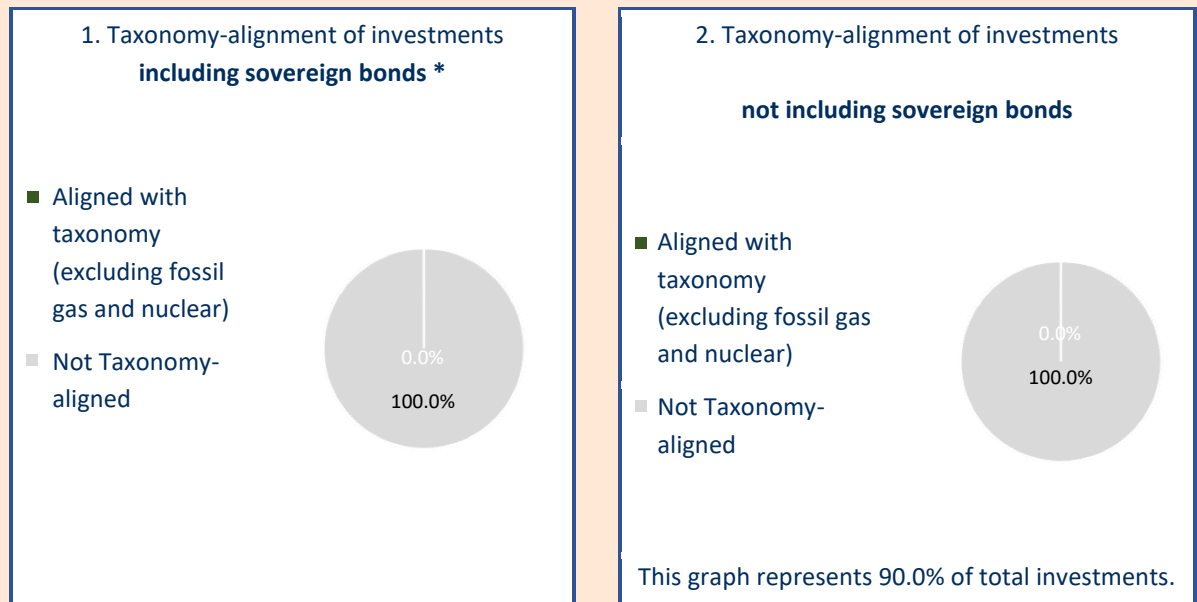 1. Taxonomy-alignment of investments
including sovereign bonds *
Aligned with
taxonomy
(excluding fossil
gas and nuclear)
Not Taxonomy-
aligned
0.0%
100.0%
2. Taxonomy-alignment of investments
not including sovereign bonds
Aligned with
taxonomy
(excluding fossil gas
and nuclear)
Not Taxonomy-
aligned
0.0%
100.0%
This graph represents 90.0% of total investments.